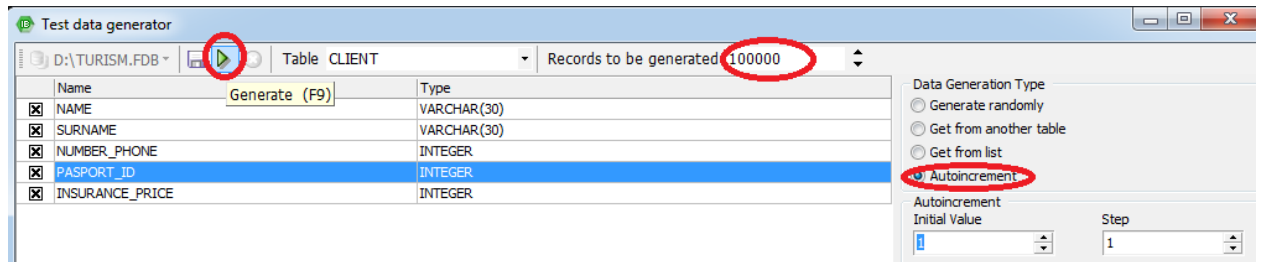 Test data generator
D:\TURISM.FDB Table CLIENT Records to be generated 100000
Name Type
Generate (F9)
NAME VARCHAR(30)
SURNAME VARCHAR(30)
NUMBER_PHONE INTEGER
PASPORT_ID INTEGER
INSURANCE_PRICE INTEGER
Data Generation Type
Generate randomly
Get from another table
Get from list
Autoincrement
Autoincrement
Initial Value Step
1 1